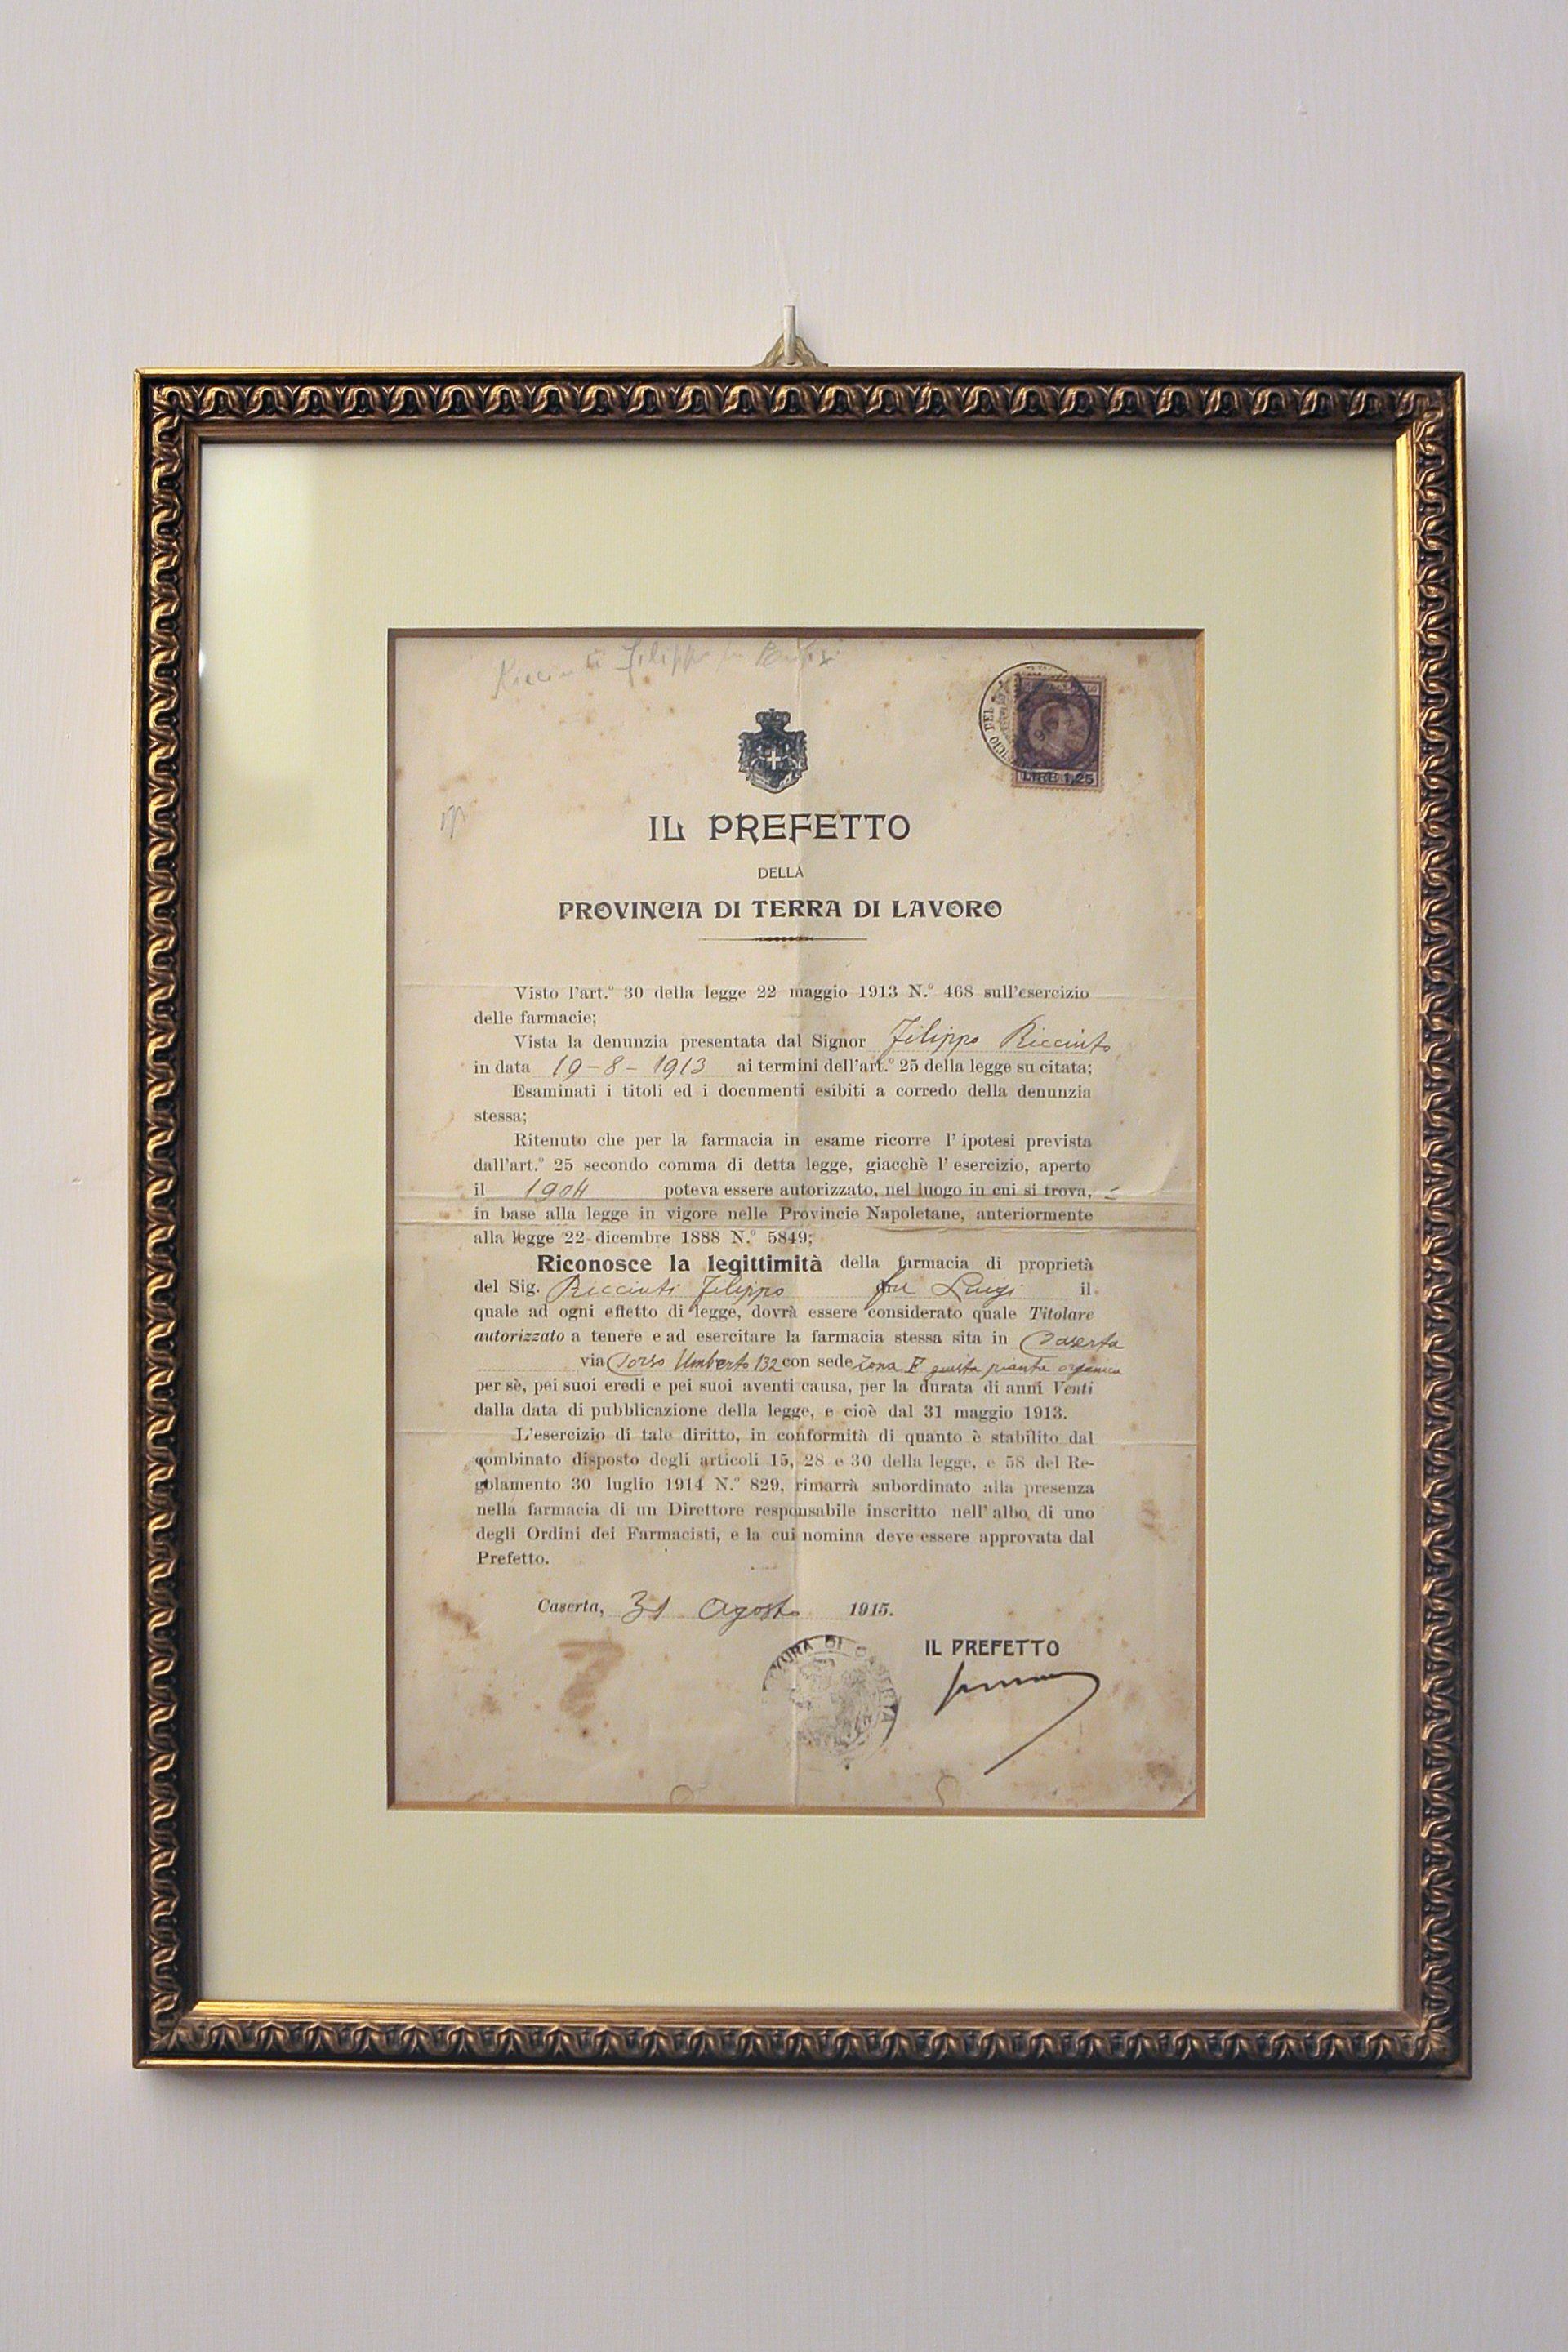 Filippo
LIRE 1,25
IL PREFETTO
DELLA
PROVINCIA DI TERRA DI LAVORO
Visto l'art.° 30 della legge 22 maggio 1913 N.° 468 sull'esercizio
delle farmacie;
Vista la denunzia presentata dal Signor Filippo Ricciuto
in data 19-8-1913 ai termini dell'art.° 25 della legge su citata;
Esaminati i titoli ed i documenti esibiti a corredo della denunzia
stessa;
Ritenuto che per la farmacia in esame ricorre l' ipotesi prevista
dall'art.° 25 secondo comma di detta legge, giacchè l' esercizio, aperto
il 1904 poteva essere autorizzato, nel luogo in cui si trova,
in base alla legge in vigore nelle Provincie Napoletane, anteriormente
alla legge 22 dicembre 1888 N.° 5849;
Riconosce la legittimità della farmacia di proprietà
del Sig. Ricciuti Filippo fu Luigi il
quale ad ogni effetto di legge, dovrà essere considerato quale Titolare
autorizzato a tenere e ad esercitare la farmacia stessa sita in Caserta
via Corso Umberto 132 con sede zona giusta pianta organica
per sè, pei suoi eredi e pei suoi aventi causa, per la durata di anni Venti
dalla data di pubblicazione della legge, e cioè dal 31 maggio 1913.
L'esercizio di tale diritto, in conformità di quanto è stabilito dal
combinato disposto degli articoli 15, 28 e 30 della legge, e 58 del Re-
golamento 30 luglio 1914 N.° 829, rimarrà subordinato alla presenza
nella farmacia di un Direttore responsabile inscritto nell' albo di uno
degli Ordini dei Farmacisti, e la cui nomina deve essere approvata dal
Prefetto.
Caserta, 31 Agosto 1915.
IL PREFETTO